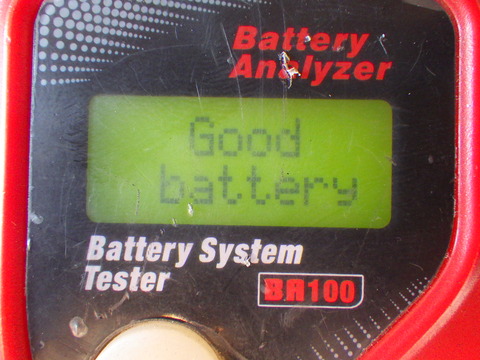 Battery
Analyzer
Good
battery
Battery System
Tester
BA100